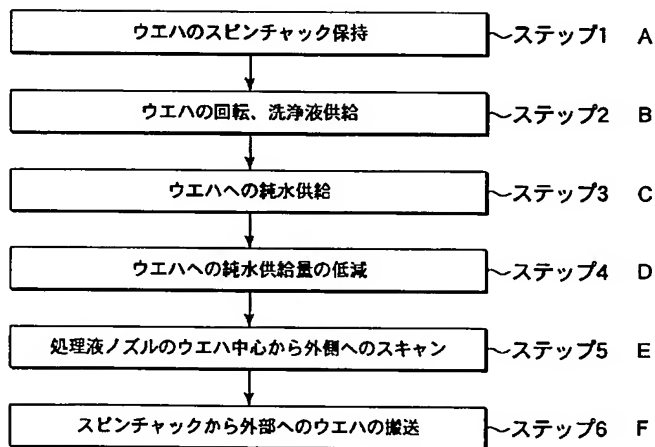 ウエハのスピンチャック保持 ～ステップ1 A
ウエハの回転、洗浄液供給 ～ステップ2 B
ウエハへの純水供給 ～ステップ3 C
ウエハへの純水供給量の低減 ～ステップ4 D
処理液ノズルのウエハ中心から外側へのスキャン ～ステップ5 E
スピンチャックから外部へのウエハの搬送 ～ステップ6 F